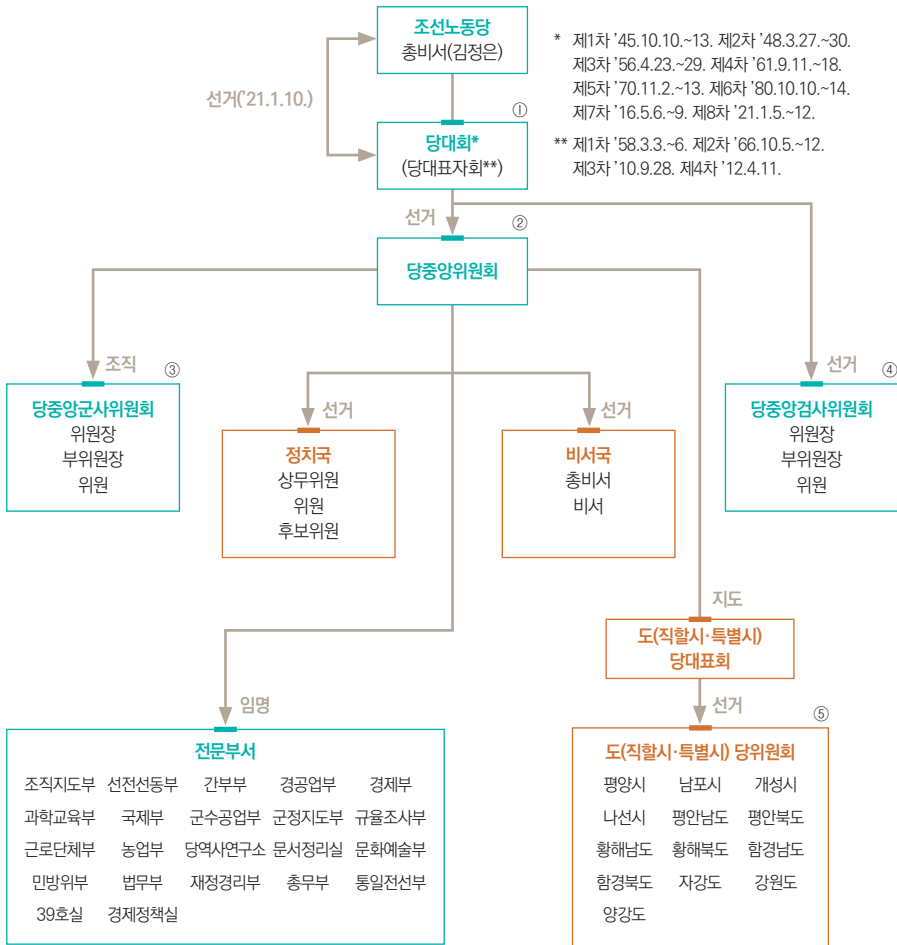 조선노동당
총비서(김정은)
* 제1차 '45.10.10.~13. 제2차 '48.3.27.~30.
제3차 '56.4.23.~29. 제4차 '61.9.11.~18.
제5차 '70.11.2.~13. 제6차 '80.10.10.~14.
제7차 '16.5.6.~9. 제8차 '21.1.5.~12.
** 제1차 '58.3.3.~6. 제2차 '66.10.5.~12.
제3차 '10.9.28. 제4차 '12.4.11.
선거('21.1.10.)
①
당대회*
(당대표자회**)
선거
②
당중앙위원회
조직
③
당중앙군사위원회
위원장
부위원장
위원
선거
정치국
상무위원
위원
후보위원
선거
비서국
총비서
비서
선거
④
당중앙검사위원회
위원장
부위원장
위원
지도
도(직할시·특별시)
당대표회
임명
전문부서
조직지도부 선전선동부 간부부 경공업부 경제부
과학교육부 국제부 군수공업부 군정지도부 규율조사부
근로단체부 농업부 당역사연구소 문서정리실 문화예술부
민방위부 법무부 재정경리부 총무부 통일전선부
39호실 경제정책실
선거
⑤
도(직할시·특별시) 당위원회
평양시 남포시 개성시
나선시 평안남도 평안북도
황해남도 황해북도 함경남도
함경북도 자강도 강원도
양강도